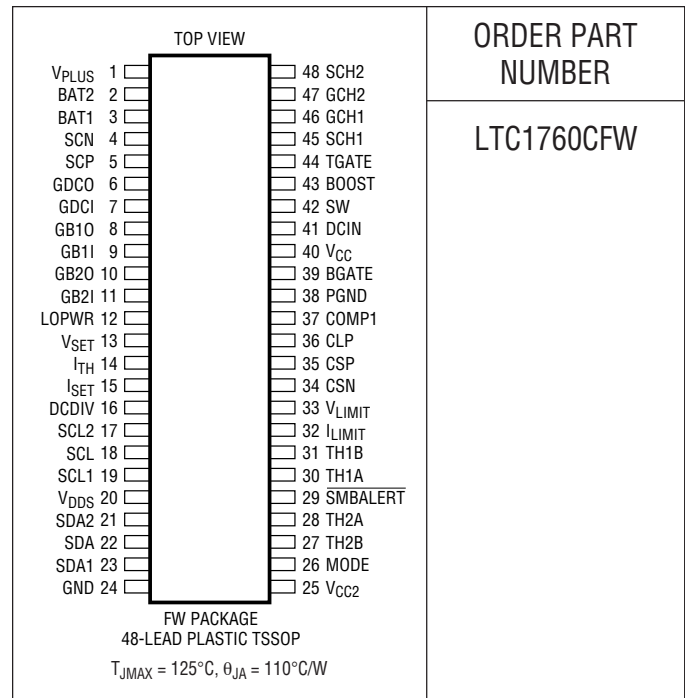 TOP VIEW
VPLUS 1
BAT2 2
BAT1 3
SCN 4
SCP 5
GDCO 6
GDCI 7
GB1O 8
GB1I 9
GB2O 10
GB2I 11
LOPWR 12
VSET 13
ITH 14
ISET 15
DCDIV 16
SCL2 17
SCL 18
SCL1 19
VDDS 20
SDA2 21
SDA 22
SDA1 23
GND 24
48 SCH2
47 GCH2
46 GCH1
45 SCH1
44 TGATE
43 BOOST
42 SW
41 DCIN
40 VCC
39 BGATE
38 PGND
37 COMP1
36 CLP
35 CSP
34 CSN
33 VLIMIT
32 ILIMIT
31 TH1B
30 TH1A
29 SMBALERT
28 TH2A
27 TH2B
26 MODE
25 VCC2
FW PACKAGE
48-LEAD PLASTIC TSSOP
TJMAX = 125°C, θJA = 110°C/W
ORDER PART
NUMBER
LTC1760CFW